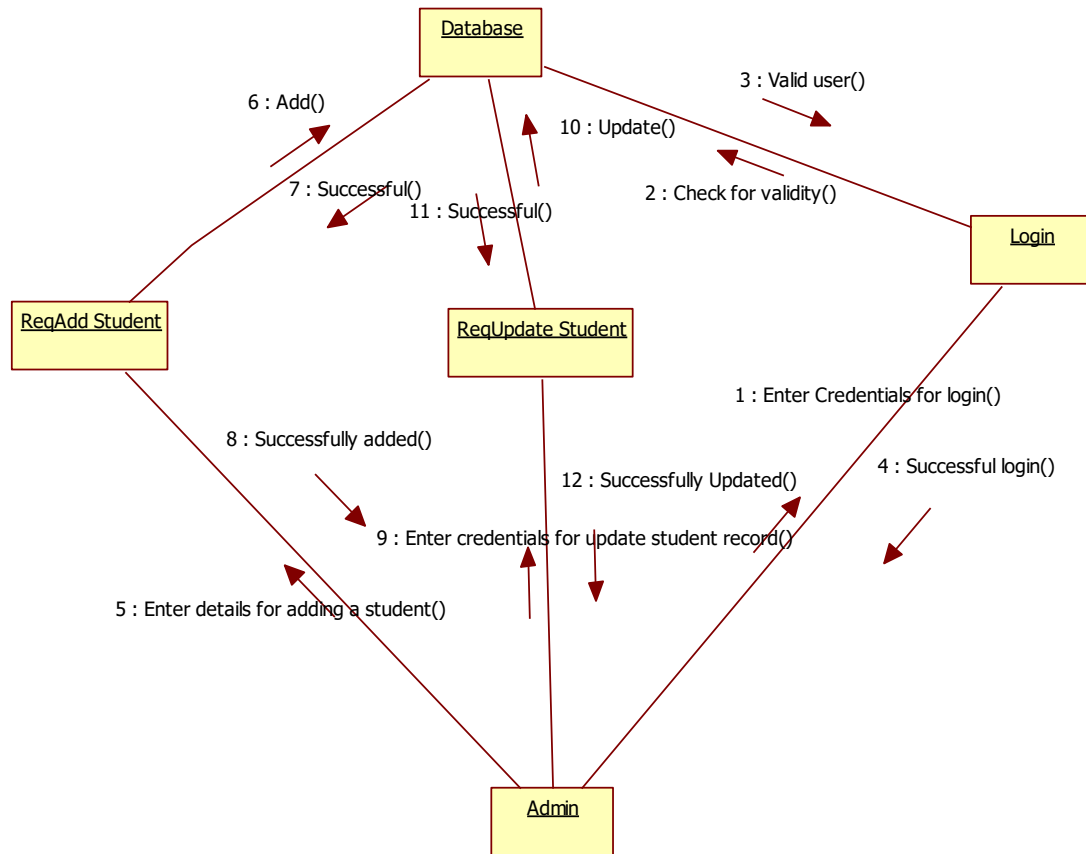 Database
3 : Valid user()
6 : Add()
10 : Update()
7 : Successful()
2 : Check for validity()
11 : Successful()
Login
ReqAdd Student
ReqUpdate Student
1 : Enter Credentials for login()
8 : Successfully added()
4 : Successful login()
12 : Successfully Updated()
9 : Enter credentials for update student record()
5 : Enter details for adding a student()
Admin